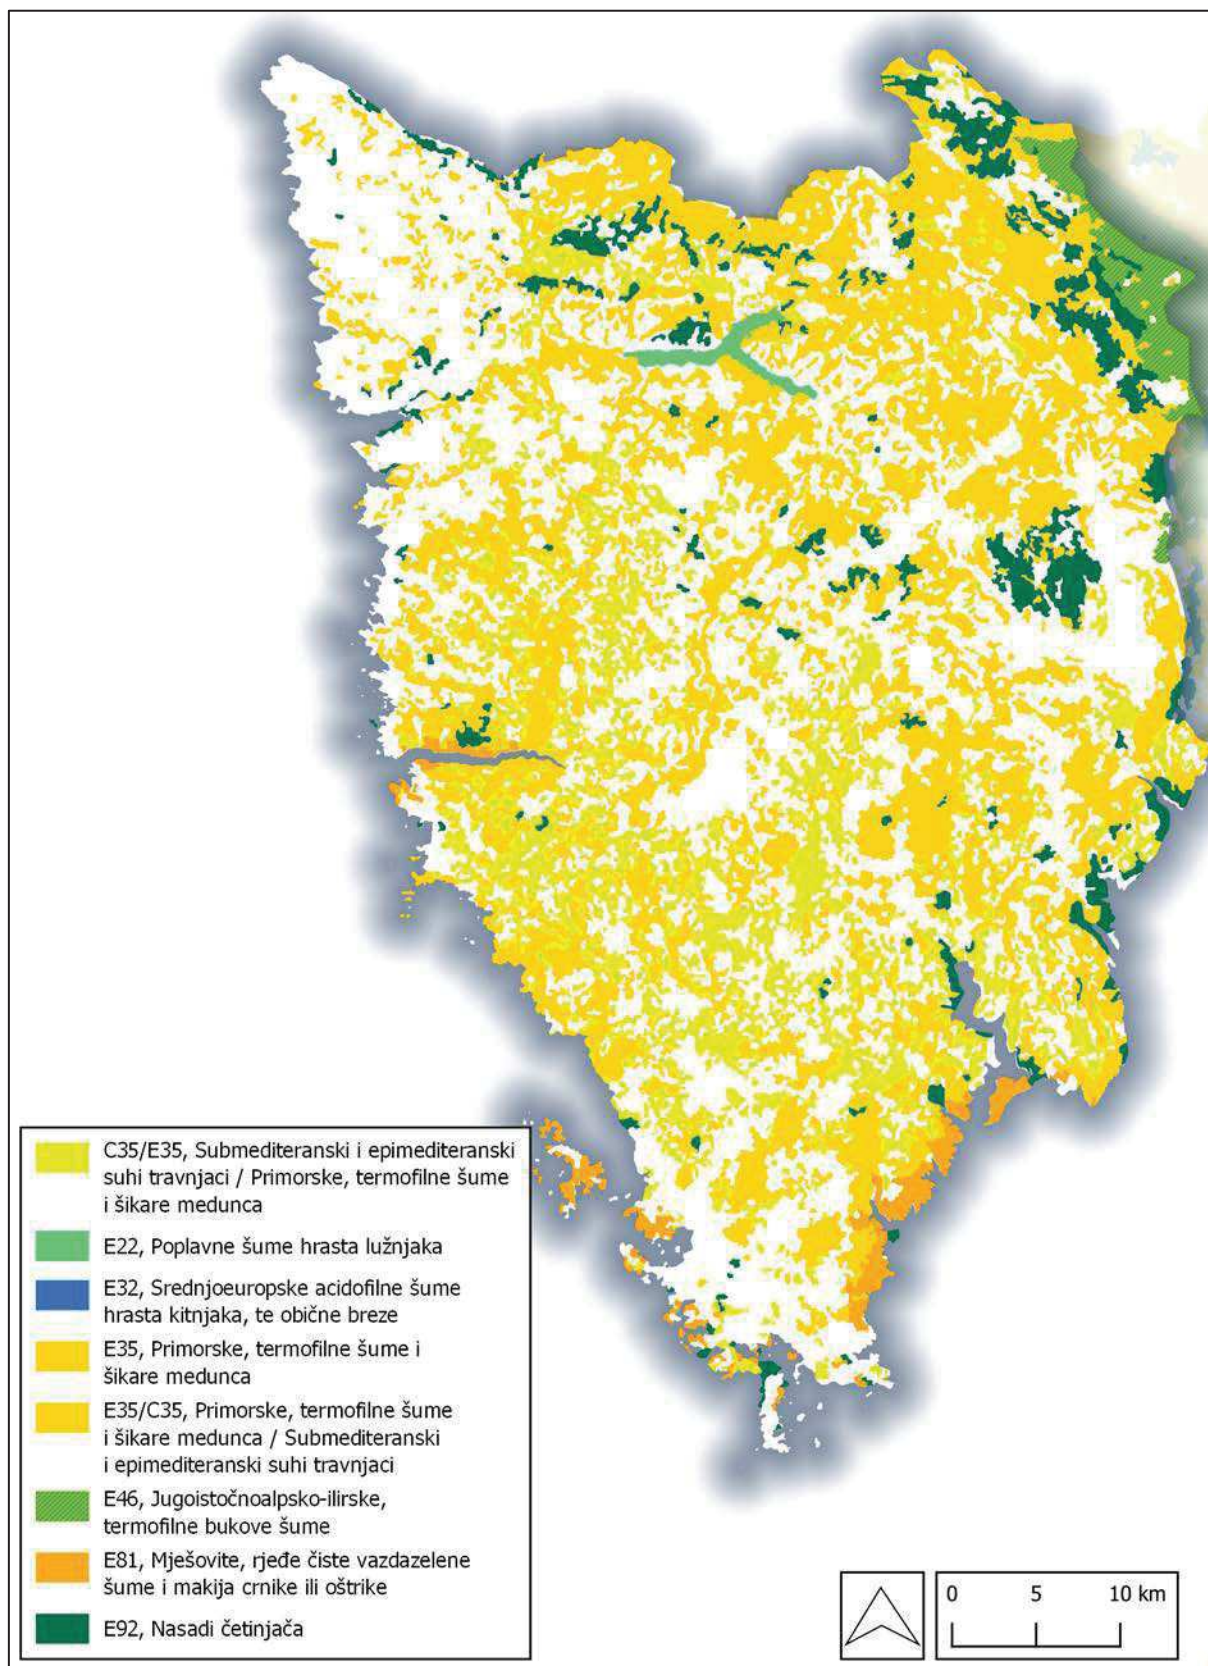 C35/E35, Submediteranski i epimediteranski
suhi travnjaci / Primorske, termofilne šume
i šikare medunca
E22, Poplavne šume hrasta lužnjaka
E32, Srednjoeuropske acidofilne šume
hrasta kitnjaka, te obične breze
E35, Primorske, termofilne šume i
šikare medunca
E35/C35, Primorske, termofilne šume
i šikare medunca / Submediteranski
i epimediteranski suhi travnjaci
E46, Jugoistočnoalpsko-ilirske,
termofilne bukove šume
E81, Mješovite, rjeđe čiste vazdazelene
šume i makija crnike ili oštrike
E92, Nasadi četinjača
0 5 10 km